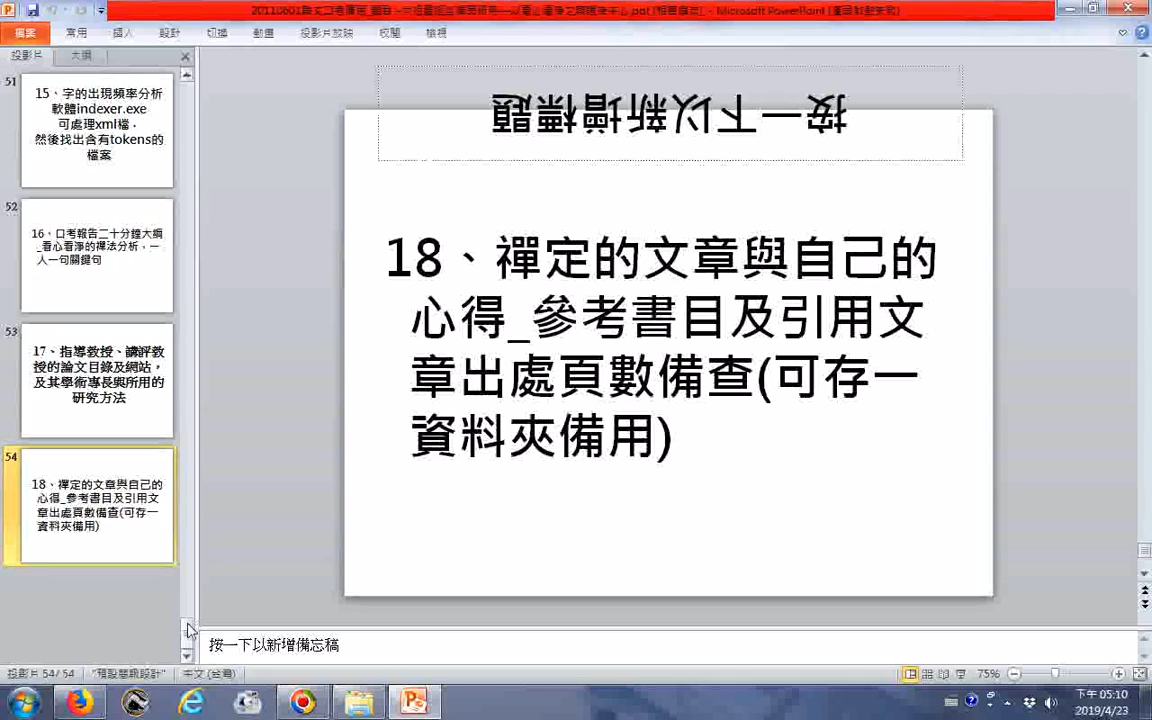 檔案 常用 插入 設計 切換 動畫 投影片放映 校閱 檢視
投影片 大綱
51
15、字的出現頻率分析
軟體indexer.exe
可處理xml檔，
然後找出含有tokens的
檔案
52
16、口考報告二十分鐘大綱
_看心看淨的禪法分析，一
人一句關鍵句
53
17、指導教授、講評教
授的論文目錄及網站，
及其學術專長與所用的
研究方法
54
18、禪定的文章與自己的
心得_參考書目及引用文
章出處頁數備查(可存一
資料夾備用)
按一下以新增標題
18、禪定的文章與自己的
心得_參考書目及引用文
章出處頁數備查(可存一
資料夾備用)
按一下以新增備忘稿
投影片 54/54 "預設簡報設計" 中文 (台灣) 75%
下午 05:10
2019/4/23